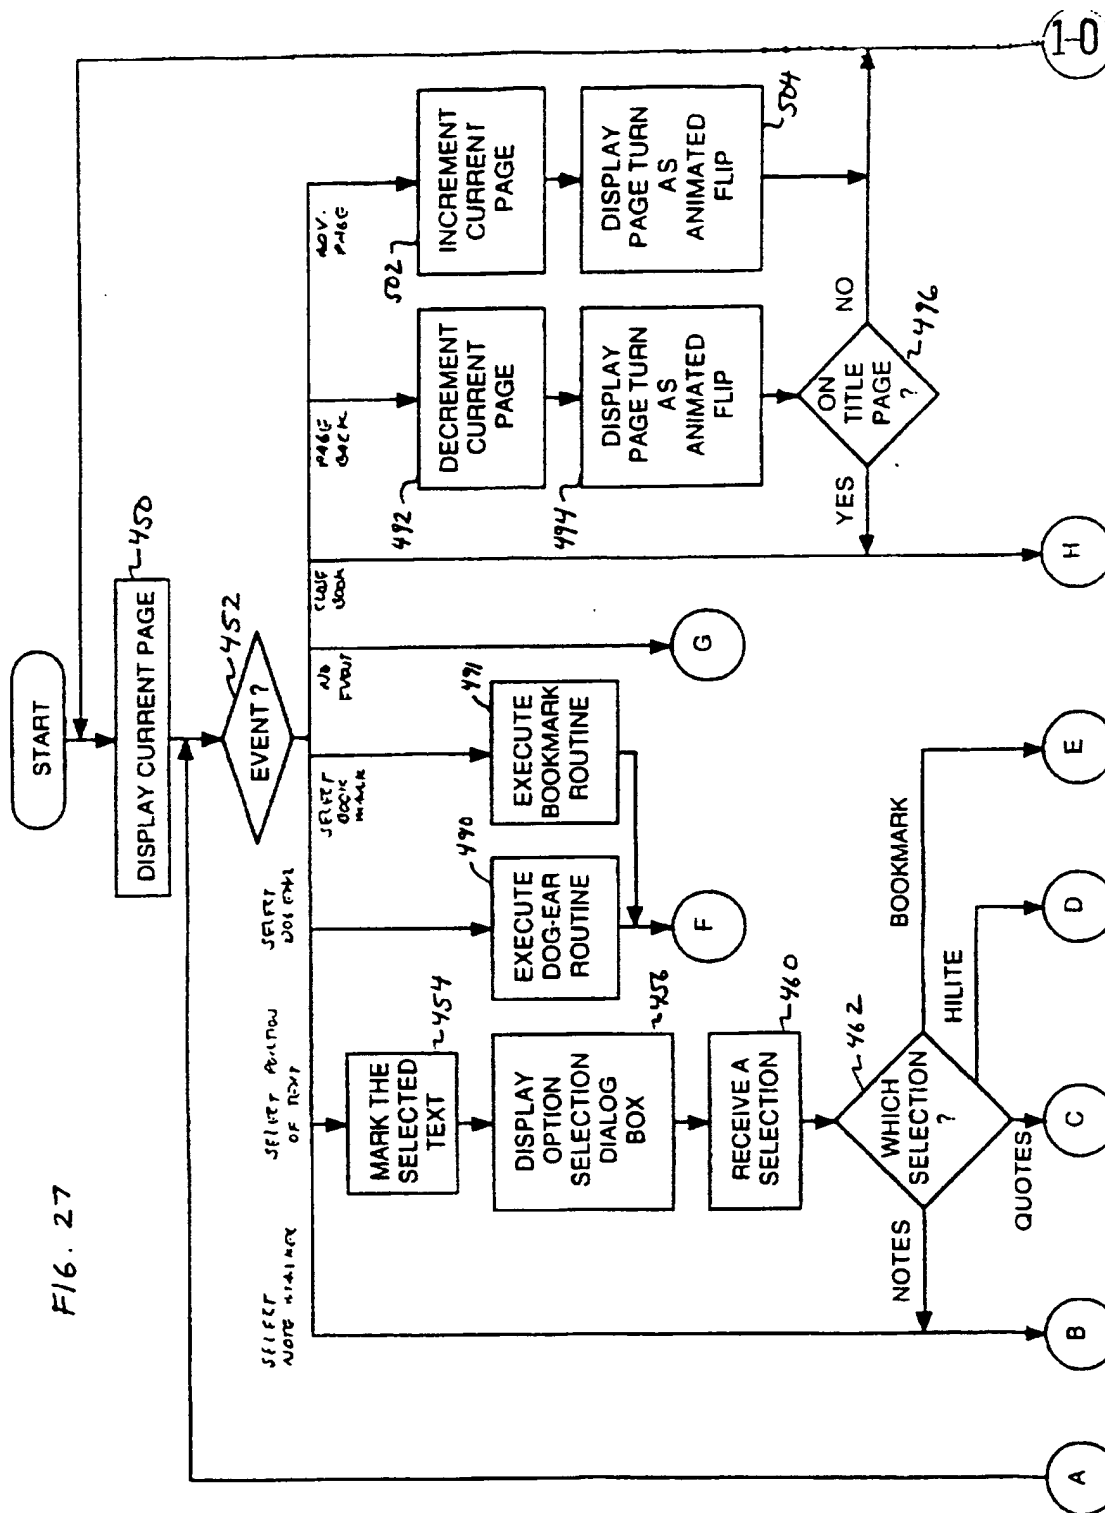 FIG. 27
START
DISPLAY CURRENT PAGE
450
EVENT?
452
SELECT
NOTE MARKER
SELECT PORTION
OF TEXT
SELECT
DOG EAR
SELECT
BOOK
MARK
NO
EVENT
CLOSE
BOOK
PAGE
BACK
ADV.
PAGE
MARK THE
SELECTED
TEXT
454
DISPLAY
OPTION
SELECTION
DIALOG
BOX
456
RECEIVE A
SELECTION
460
WHICH
SELECTION
?
462
NOTES
QUOTES
HILITE
BOOKMARK
EXECUTE
DOG-EAR
ROUTINE
490
EXECUTE
BOOKMARK
ROUTINE
491
DECREMENT
CURRENT
PAGE
492
DISPLAY
PAGE TURN
AS
ANIMATED
FLIP
494
ON
TITLE
PAGE
?
496
YES
NO
INCREMENT
CURRENT
PAGE
502
DISPLAY
PAGE TURN
AS
ANIMATED
FLIP
504
A
B
C
D
E
F
G
H
1-0